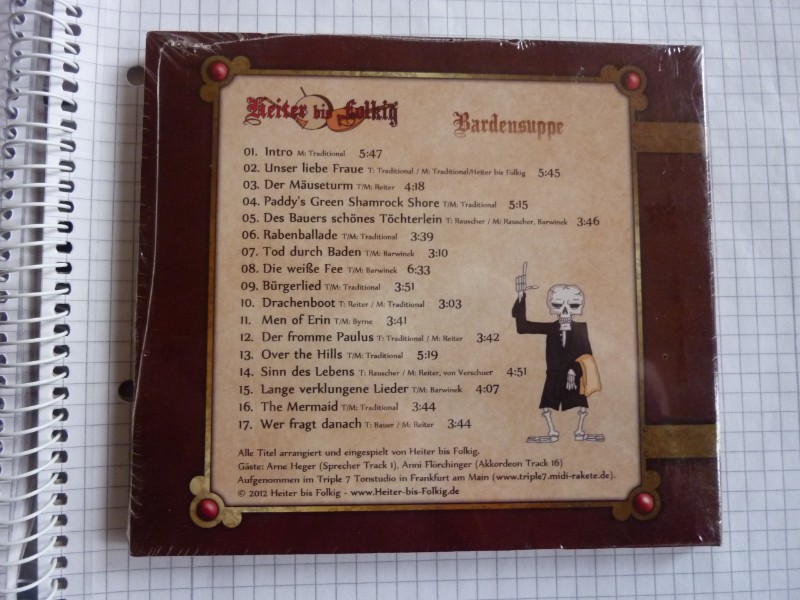 Heiter bis Folkig
Bardensuppe
01. Intro M: Traditional 5:47
02. Unser liebe Fraue T: Traditional / M: Traditional/Heiter bis Folkig 5:45
03. Der Mäuseturm T/M: Reiter 4:18
04. Paddy's Green Shamrock Shore T/M: Traditional 5:15
05. Des Bauers schönes Töchterlein T: Rauscher / M: Rauscher, Barwinek 3:46
06. Rabenballade T/M: Traditional 3:39
07. Tod durch Baden T/M: Barwinek 3:10
08. Die weiße Fee T/M: Barwinek 6:33
09. Bürgerlied T/M: Traditional 3:51
10. Drachenboot T: Reiter / M: Traditional 3:03
11. Men of Erin T/M: Byrne 3:41
12. Der fromme Paulus T: Traditional / M: Reiter 3:42
13. Over the Hills T/M: Traditional 5:19
14. Sinn des Lebens T: Rauscher / M: Reiter, von Verschuer 4:51
15. Lange verklungene Lieder T/M: Barwinek 4:07
16. The Mermaid T/M: Traditional 3:44
17. Wer fragt danach T: Bauer / M: Reiter 3:44
Alle Titel arrangiert und eingespielt von Heiter bis Folkig.
Gäste: Arne Heger (Sprecher Track 1), Anni Flörchinger (Akkordeon Track 16)
Aufgenommen im Triple 7 Tonstudio in Frankfurt am Main (www.triple7.midi-rakete.de).
© 2012 Heiter bis Folkig - www.Heiter-bis-Folkig.de